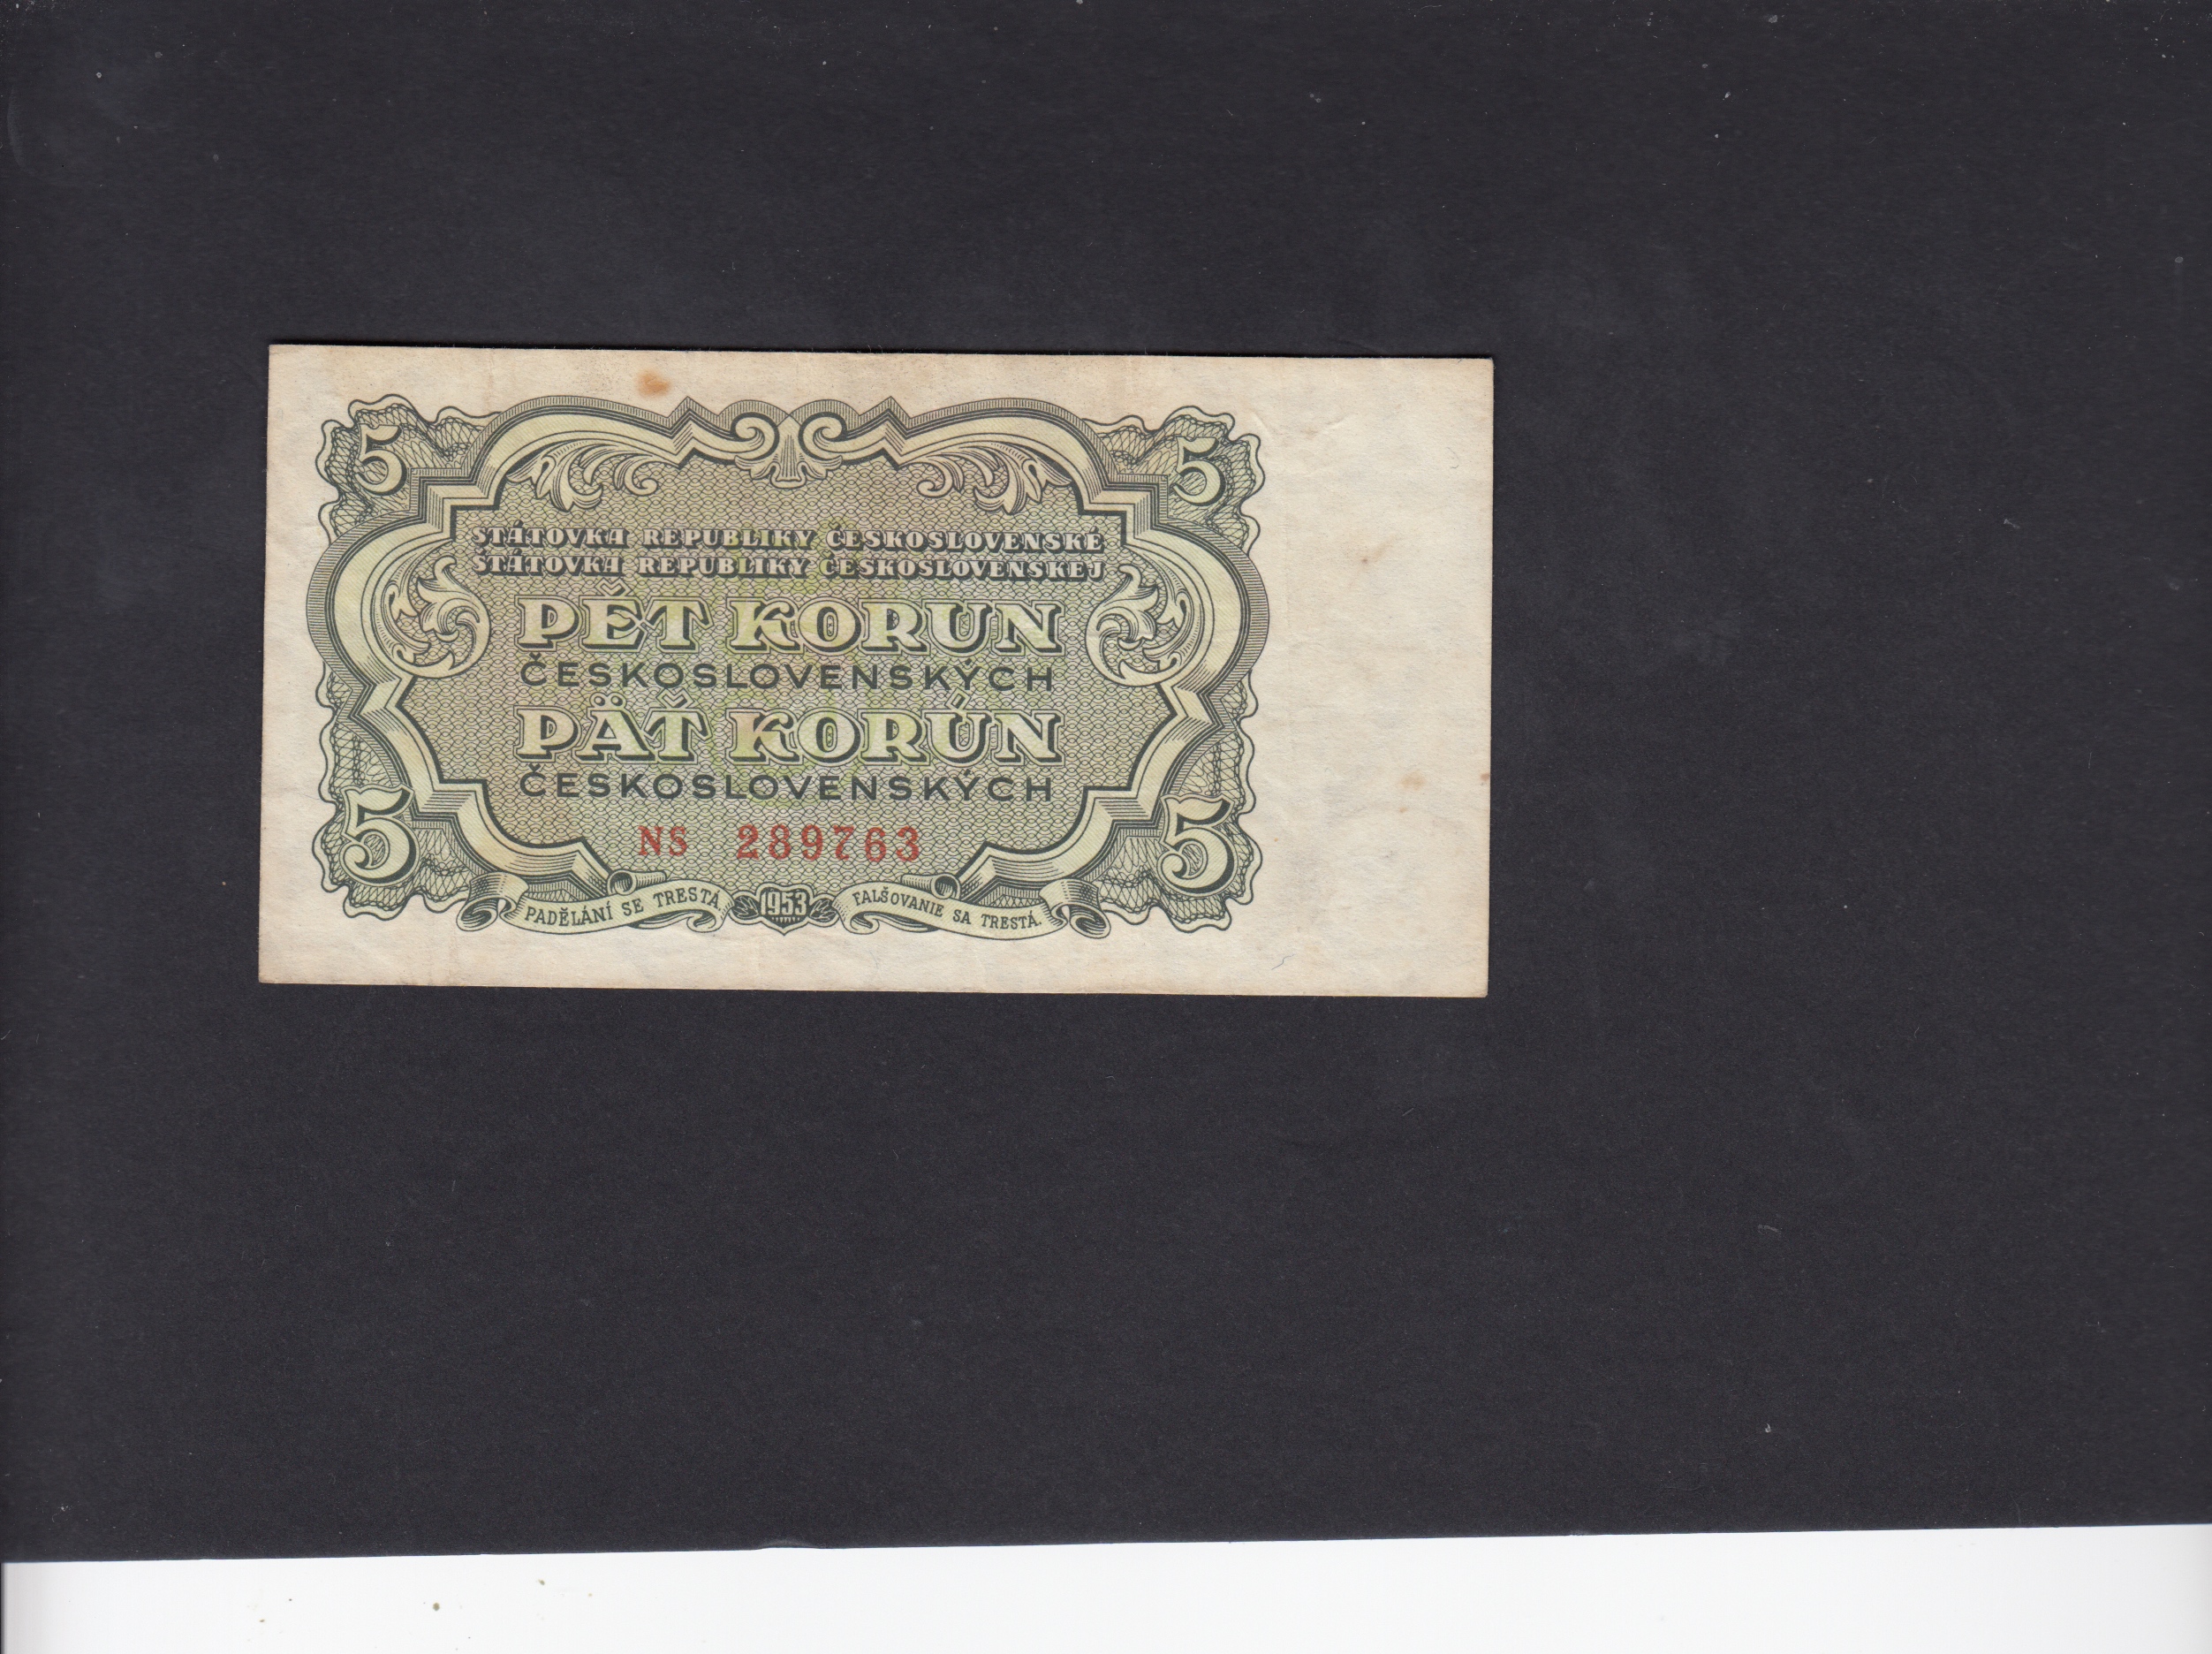 5 5
STÁTOVKA REPUBLIKY ČESKOSLOVENSKÉ
ŠTÁTOVKA REPUBLIKY ČESKOSLOVENSKEJ
PĚT KORUN
ČESKOSLOVENSKÝCH
PÄŤ KORÚN
ČESKOSLOVENSKÝCH
NS 289763
5 5
PADĚLÁNÍ SE TRESTÁ. 1953 FALŠOVANIE SA TRESTÁ.